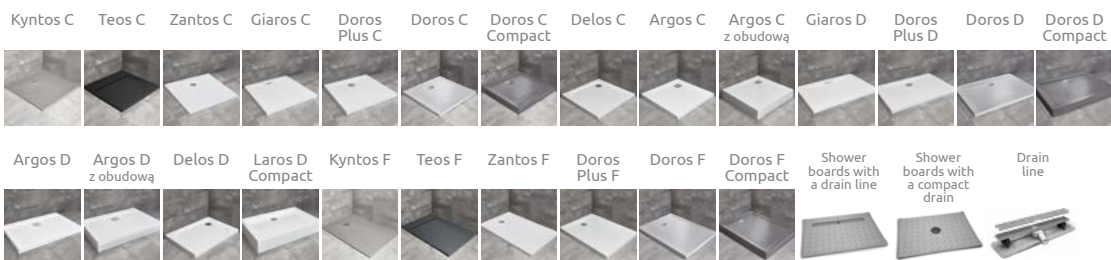 Kyntos C
Teos C
Zantos C
Giaros C
Doros
Plus C
Doros C
Doros C
Compact
Delos C
Argos C
Argos C
z obudową
Giaros D
Doros
Plus D
Doros D
Doros D
Compact
Argos D
Argos D
z obudową
Delos D
Laros D
Compact
Kyntos F
Teos F
Zantos F
Doros
Plus F
Doros F
Doros F
Compact
Shower
boards with
a drain line
Shower
boards with
a compact
drain
Drain
line